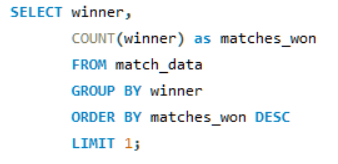 SELECT winner,
COUNT(winner) as matches_won
FROM match_data
GROUP BY winner
ORDER BY matches_won DESC
LIMIT 1;